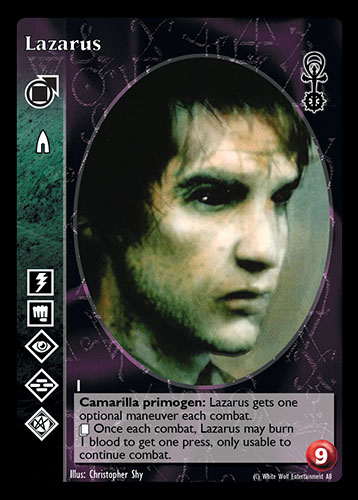 Lazarus
1
Camarilla primogen: Lazarus gets one
optional maneuver each combat.
Once each combat, Lazarus may burn
1 blood to get one press, only usable to
continue combat.
9
Illus: Christopher Shy
(C) White Wolf Entertainment AB